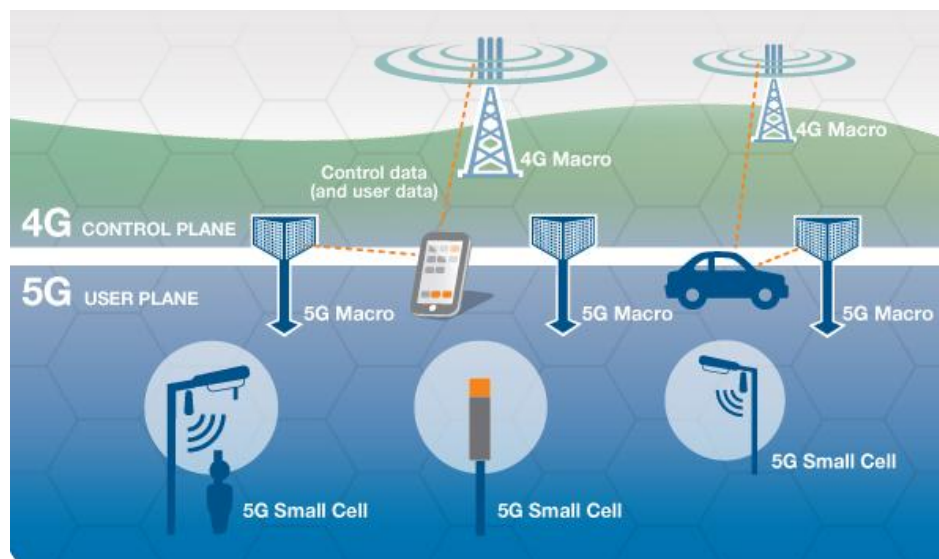 4G Macro
4G Macro
Control data
(and user data)
4G CONTROL PLANE
5G USER PLANE
5G Macro
5G Macro
5G Macro
5G Small Cell
5G Small Cell
5G Small Cell